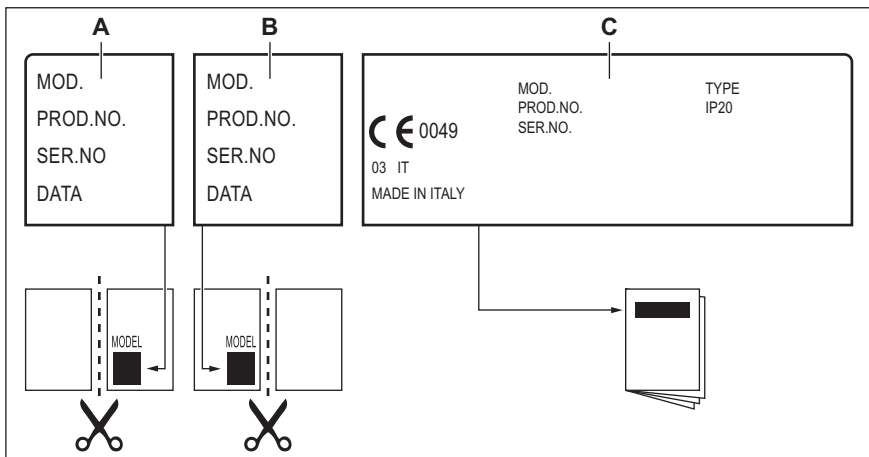 A
B
C
MOD.
PROD.NO.
SER.NO
DATA
MOD.
PROD.NO.
SER.NO
DATA
MOD.
TYPE
PROD.NO.
IP20
SER.NO.
CE 0049
03 IT
MADE IN ITALY
MODEL
MODEL